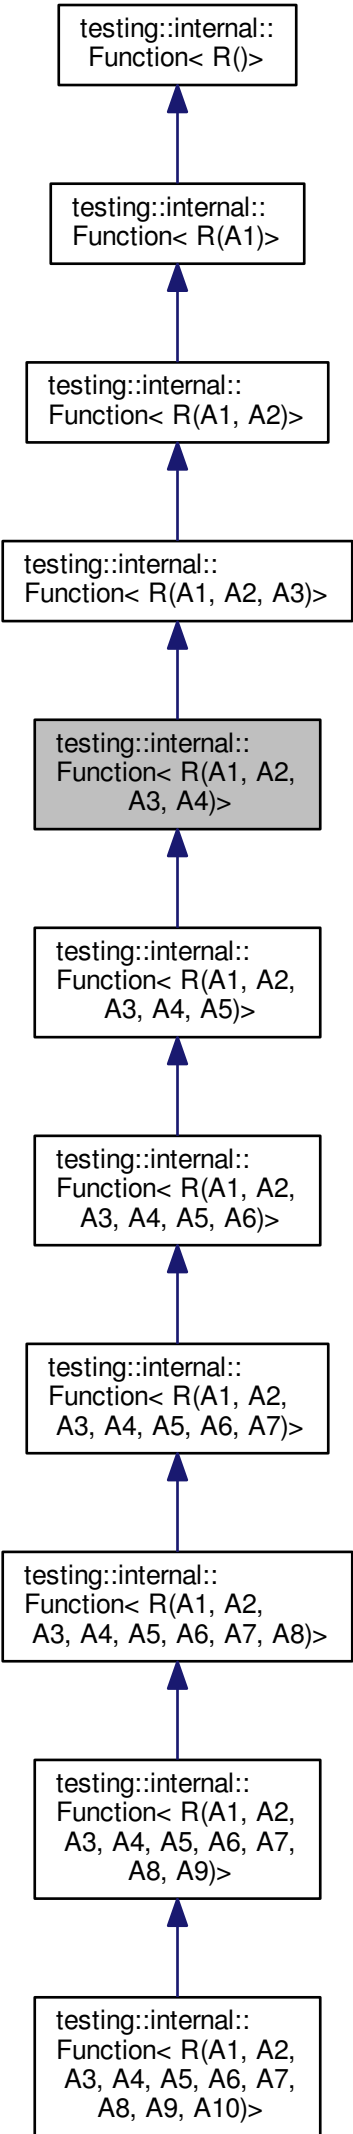 testing::internal::
Function< R()>
testing::internal::
Function< R(A1)>
testing::internal::
Function< R(A1, A2)>
testing::internal::
Function< R(A1, A2, A3)>
testing::internal::
Function< R(A1, A2,
A3, A4)>
testing::internal::
Function< R(A1, A2,
A3, A4, A5)>
testing::internal::
Function< R(A1, A2,
A3, A4, A5, A6)>
testing::internal::
Function< R(A1, A2,
A3, A4, A5, A6, A7)>
testing::internal::
Function< R(A1, A2,
A3, A4, A5, A6, A7, A8)>
testing::internal::
Function< R(A1, A2,
A3, A4, A5, A6, A7,
A8, A9)>
testing::internal::
Function< R(A1, A2,
A3, A4, A5, A6, A7,
A8, A9, A10)>